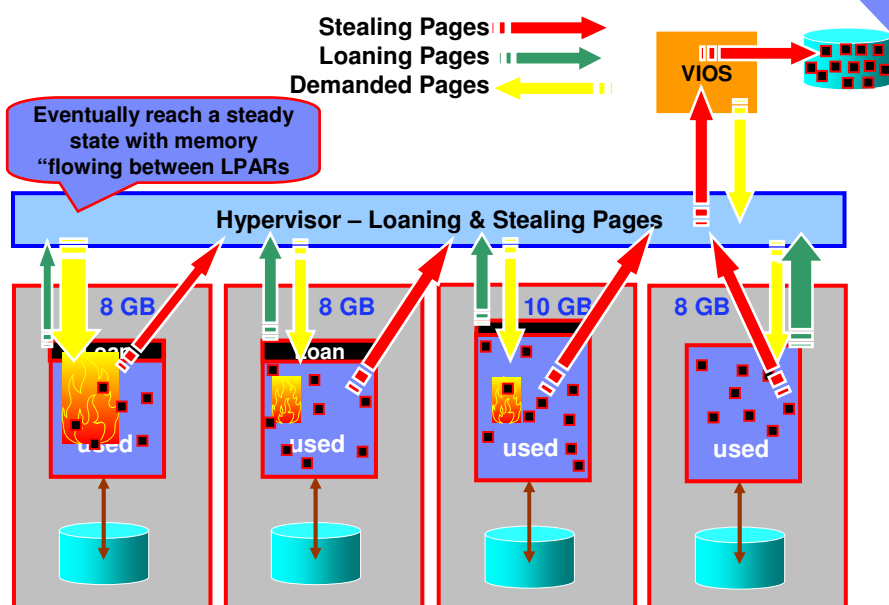 Stealing Pages
Loaning Pages
Demanded Pages
VIOS
Eventually reach a steady
state with memory
“flowing between LPARs
Hypervisor – Loaning & Stealing Pages
8 GB
8 GB
10 GB
8 GB
Loan
used
used
used
used